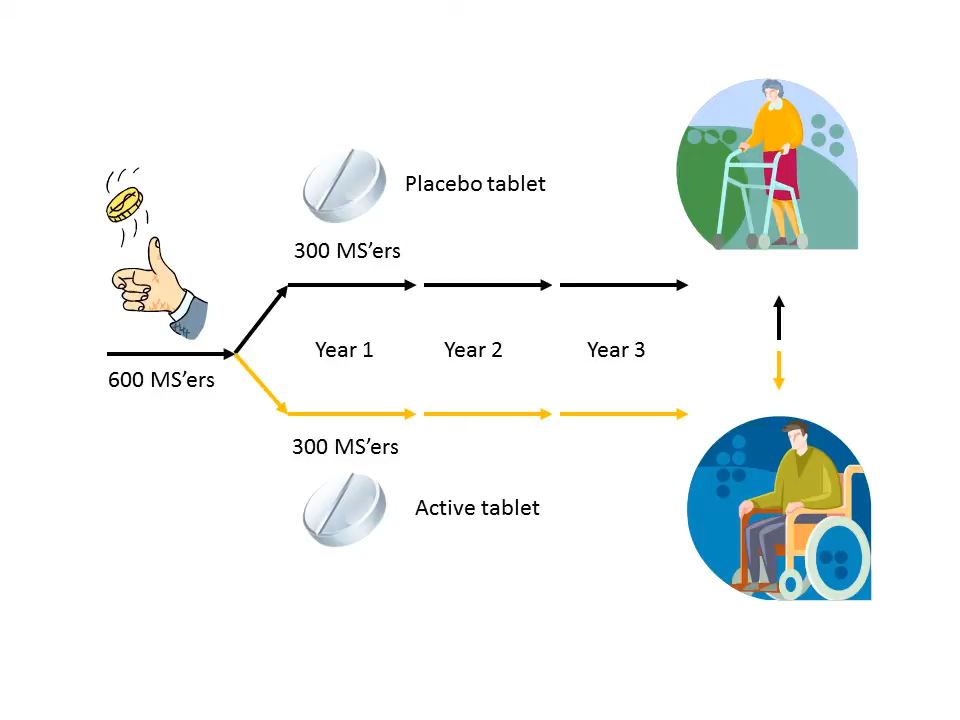 Placebo tablet
300 MS'ers
Year 1
Year 2
Year 3
600 MS'ers
300 MS'ers
Active tablet